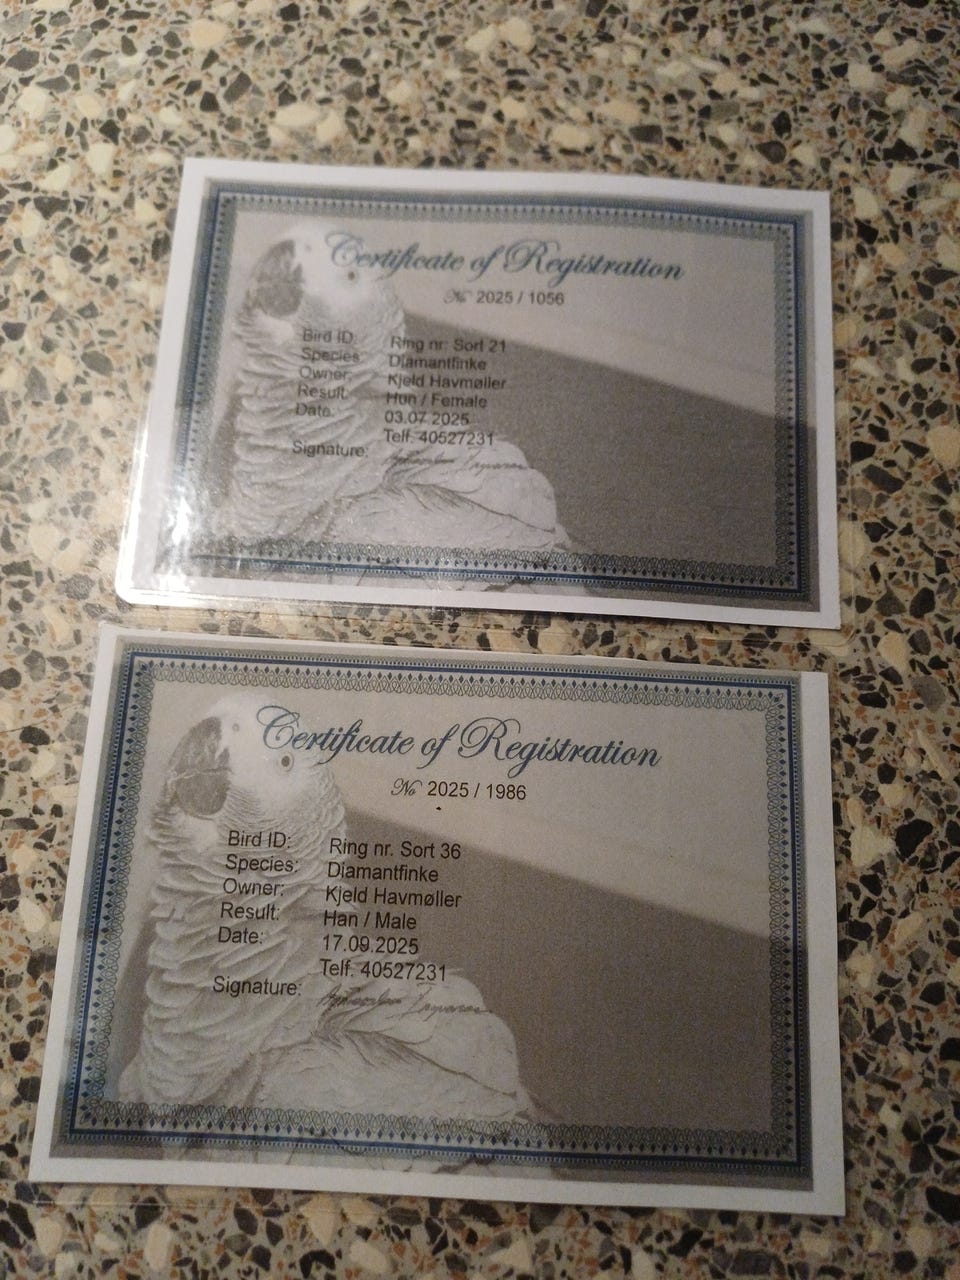 Certificate of Registration
No 2025 / 1056
Bird ID: Ring nr: Sort 21
Species: Diamantfinke
Owner: Kjeld Havmøller
Result: Hun / Female
Date: 03.07.2025
Telf: 40527231
Signature:
Certificate of Registration
No 2025 / 1986
Bird ID: Ring nr. Sort 36
Species: Diamantfinke
Owner: Kjeld Havmøller
Result: Han / Male
Date: 17.09.2025
Telf. 40527231
Signature: